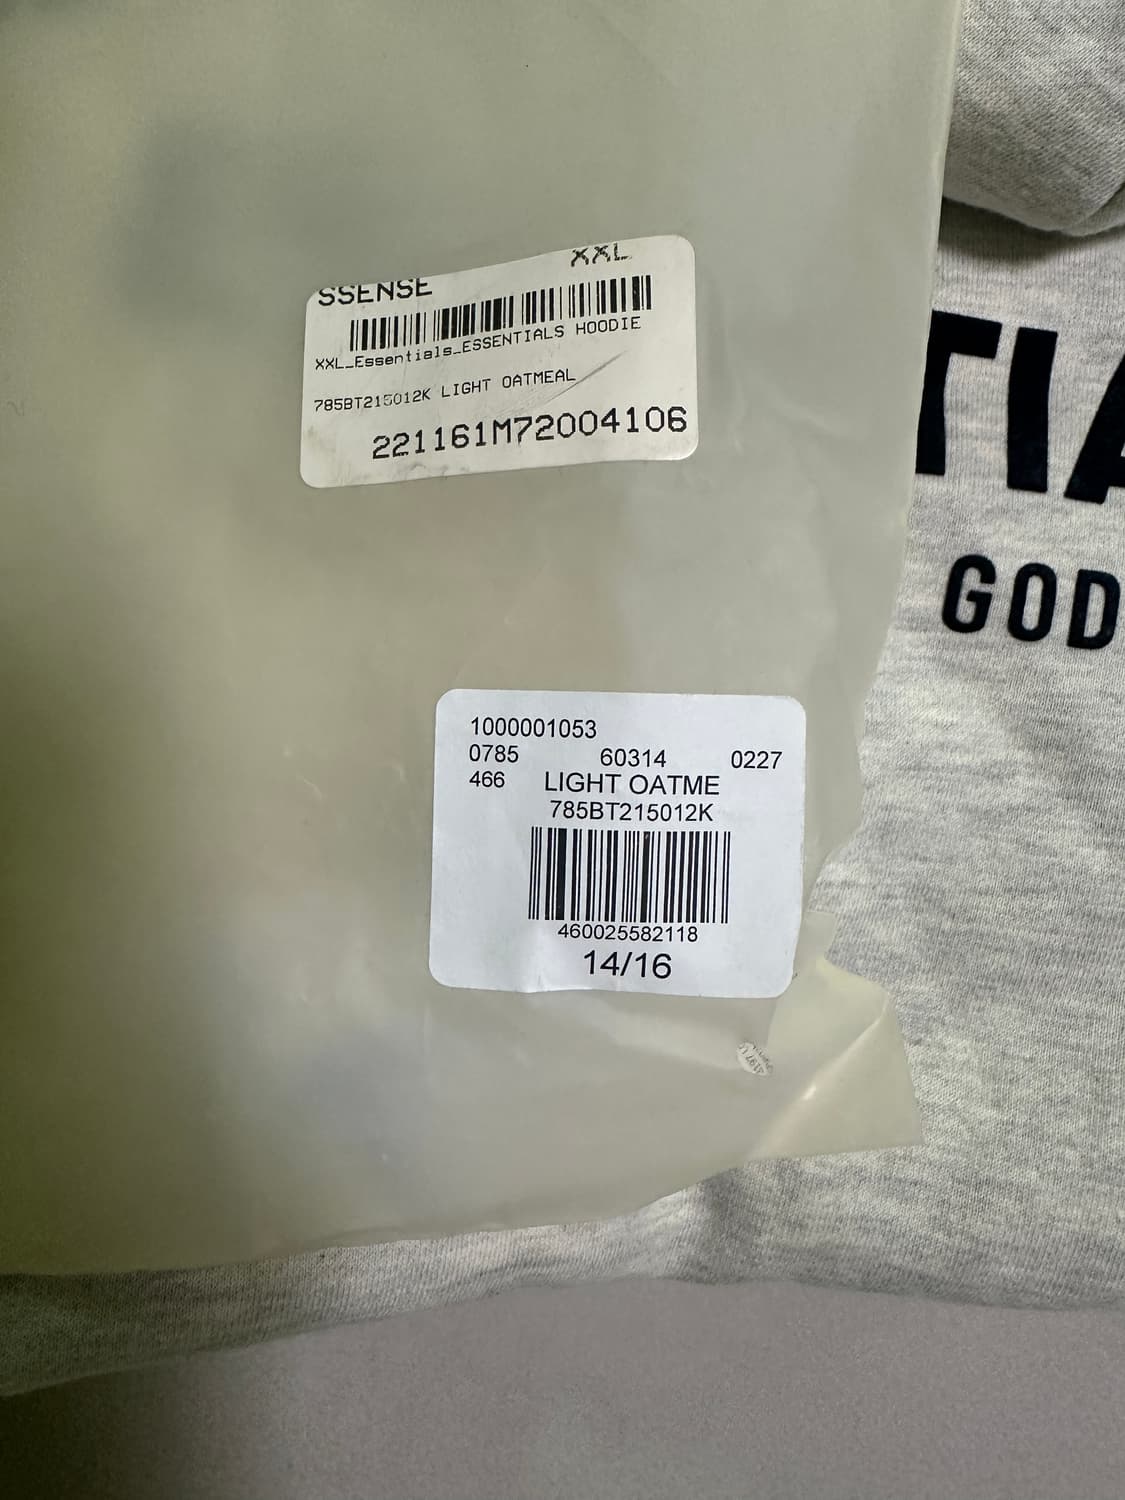 XXL
SSENSE
XXL_Essentials_ESSENTIALS HOODIE
785BT215012K LIGHT OATMEAL
221161M72004106
TIA
GOD
1000001053
0785 60314 0227
466 LIGHT OATME
785BT215012K
460025582118
14/16